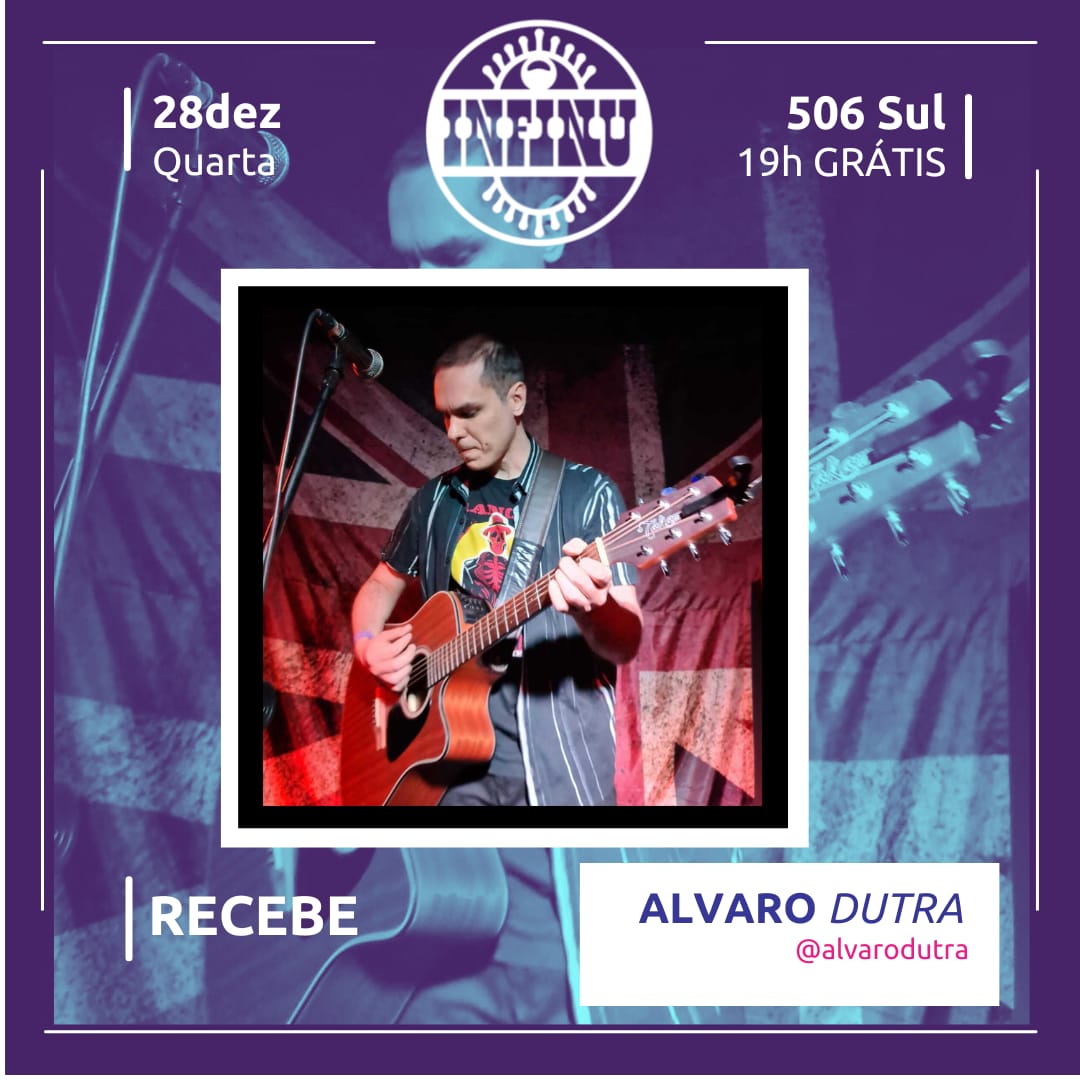 28dez
Quarta
INFINU
506 Sul
19h GRÁTIS
RECEBE
ALVARO DUTRA
@alvarodutra